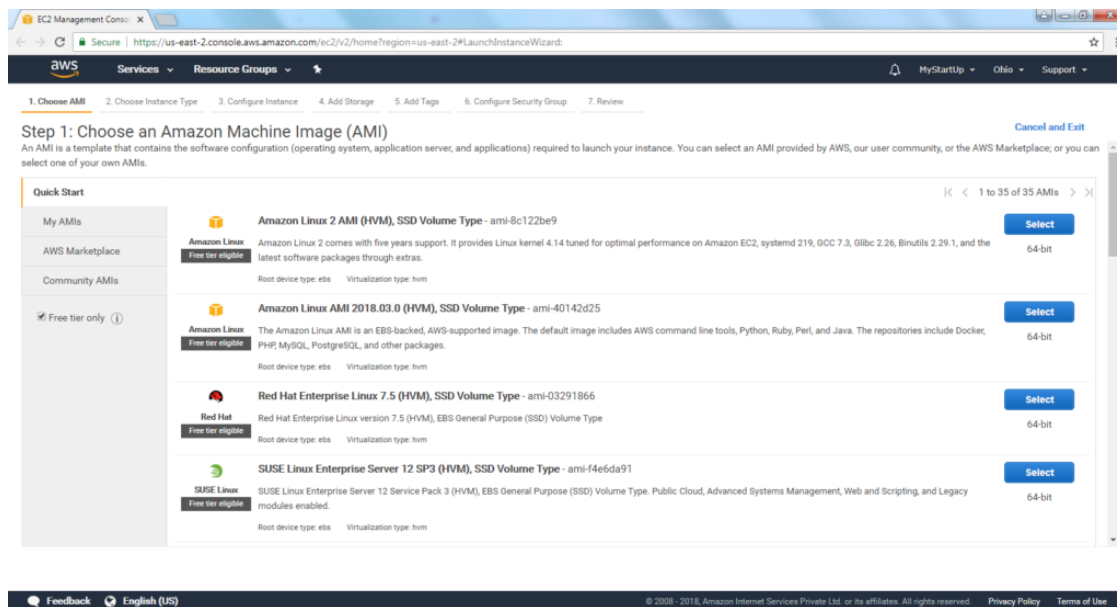 EC2 Management Consol
Secure | https://us-east-2.console.aws.amazon.com/ec2/v2/home?region=us-east-2#LaunchInstanceWizard:
aws Services Resource Groups MyStartUp Ohio Support
1. Choose AMI 2. Choose Instance Type 3. Configure Instance 4. Add Storage 5. Add Tags 6. Configure Security Group 7. Review
Step 1: Choose an Amazon Machine Image (AMI) Cancel and Exit
An AMI is a template that contains the software configuration (operating system, application server, and applications) required to launch your instance. You can select an AMI provided by AWS, our user community, or the AWS Marketplace; or you can
select one of your own AMIs.
Quick Start 1 to 35 of 35 AMIs
My AMIs
AWS Marketplace
Community AMIs
Free tier only
Amazon Linux
Free tier eligible
Amazon Linux 2 AMI (HVM), SSD Volume Type - ami-8c122be9
Amazon Linux 2 comes with five years support. It provides Linux kernel 4.14 tuned for optimal performance on Amazon EC2, systemd 219, GCC 7.3, Glibc 2.26, Binutils 2.29.1, and the
latest software packages through extras.
Root device type: ebs Virtualization type: hvm
Select
64-bit
Amazon Linux
Free tier eligible
Amazon Linux AMI 2018.03.0 (HVM), SSD Volume Type - ami-40142d25
The Amazon Linux AMI is an EBS-backed, AWS-supported image. The default image includes AWS command line tools, Python, Ruby, Perl, and Java. The repositories include Docker,
PHP, MySQL, PostgreSQL, and other packages.
Root device type: ebs Virtualization type: hvm
Select
64-bit
Red Hat
Free tier eligible
Red Hat Enterprise Linux 7.5 (HVM), SSD Volume Type - ami-03291866
Red Hat Enterprise Linux version 7.5 (HVM), EBS General Purpose (SSD) Volume Type
Root device type: ebs Virtualization type: hvm
Select
64-bit
SUSE Linux
Free tier eligible
SUSE Linux Enterprise Server 12 SP3 (HVM), SSD Volume Type - ami-f4e6da91
SUSE Linux Enterprise Server 12 Service Pack 3 (HVM), EBS General Purpose (SSD) Volume Type. Public Cloud, Advanced Systems Management, Web and Scripting, and Legacy
modules enabled.
Root device type: ebs Virtualization type: hvm
Select
64-bit
Feedback English (US) © 2008 - 2018, Amazon Internet Services Private Ltd. or its affiliates. All rights reserved. Privacy Policy Terms of Use